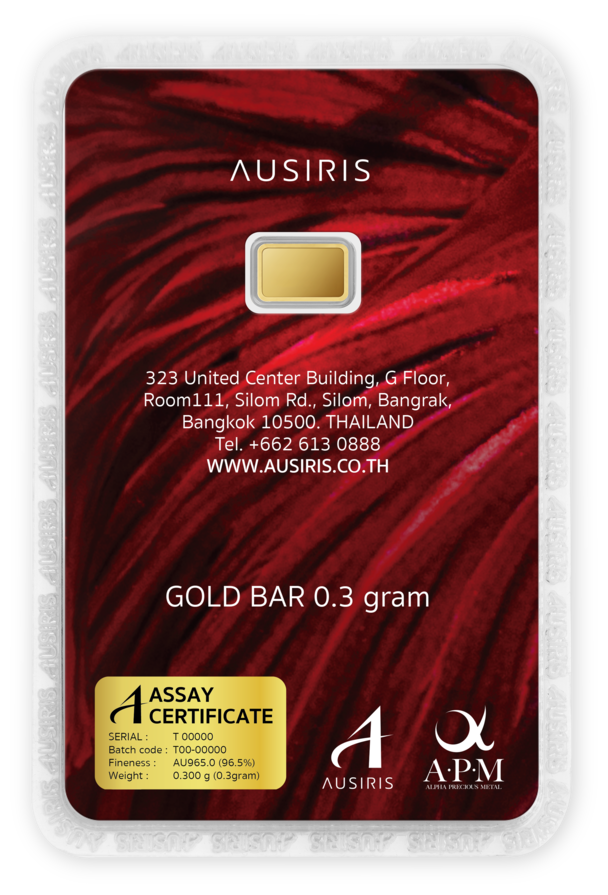 AUSIRIS
323 United Center Building, G Floor,
Room111, Silom Rd., Silom, Bangrak,
Bangkok 10500. THAILAND
Tel. +662 613 0888
WWW.AUSIRIS.CO.TH
GOLD BAR 0.3 gram
ASSAY
CERTIFICATE
SERIAL : T 00000
Batch code : T00-00000
Fineness : AU965.0 (96.5%)
Weight : 0.300 g (0.3gram)
AUSIRIS
A·P·M
ALPHA PRECIOUS METAL